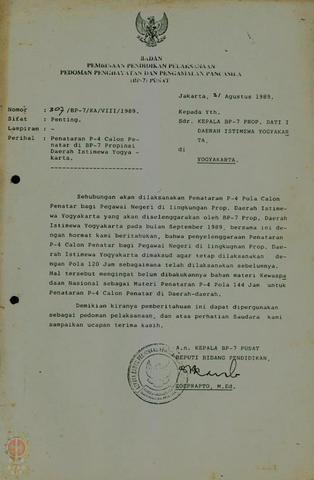 BADAN
PEMBINAAN PENDIDIKAN PELAKSANAAN
PEDOMAN PENGHAYATAN DAN PENGAMALAN PANCASILA
(BP-7) PUSAT
Jakarta, 31 Agustus 1989.
Nomor : 307/BP-7/KA/VIII/1989.
Sifat : Penting.
Lampiran : -
Perihal : Penataran P-4 Calon Pe-
natar di BP-7 Propinsi
Daerah Istimewa Yogya -
karta.
Kepada Yth.
Sdr. KEPALA BP-7 PROP. DATI I
DAERAH ISTIMEWA YOGYAKAR
TA.
di
YOGYAKARTA.
Sehubungan akan dilaksanakan Penataran P-4 Pola Calon
Penatar bagi Pegawai Negeri di lingkungan Prop. Daerah Istime-
wa Yogyakarta yang akan diselenggarakan oleh BP-7 Prop. Daerah
Istimewa Yogyakarta pada bulan September 1989, bersama ini de-
ngan hormat kami beritahukan, bahwa penyelenggaraan Penataran
P-4 Calon Penatar bagi Pegawai Negeri di lingkugnan Prop. Dae-
rah Istimewa Yogyakarta dimaksud agar tetap dilaksanakan de-
ngan Pola 120 Jam sebagaimana telah dilaksanakan sebelumnya.
Hal tersebut mengingat belum dibakukannya bahan materi Kewaspa
daan Nasional sebagai Materi Penataran P-4 Pola 144 Jam untuk
Penataran P-4 Calon Penatar di Daerah-daerah.
Demikian kiranya pemberitahuan ini dapat dipergunakan
sebagai pedoman pelaksanaan, dan atas perhatian Saudara kami
sampaikan ucapan terima kasih.
A.n. KEPALA BP-7 PUSAT
DEPUTI BIDANG PENDIDIKAN,
SOEPRAPTO, M.Ed.